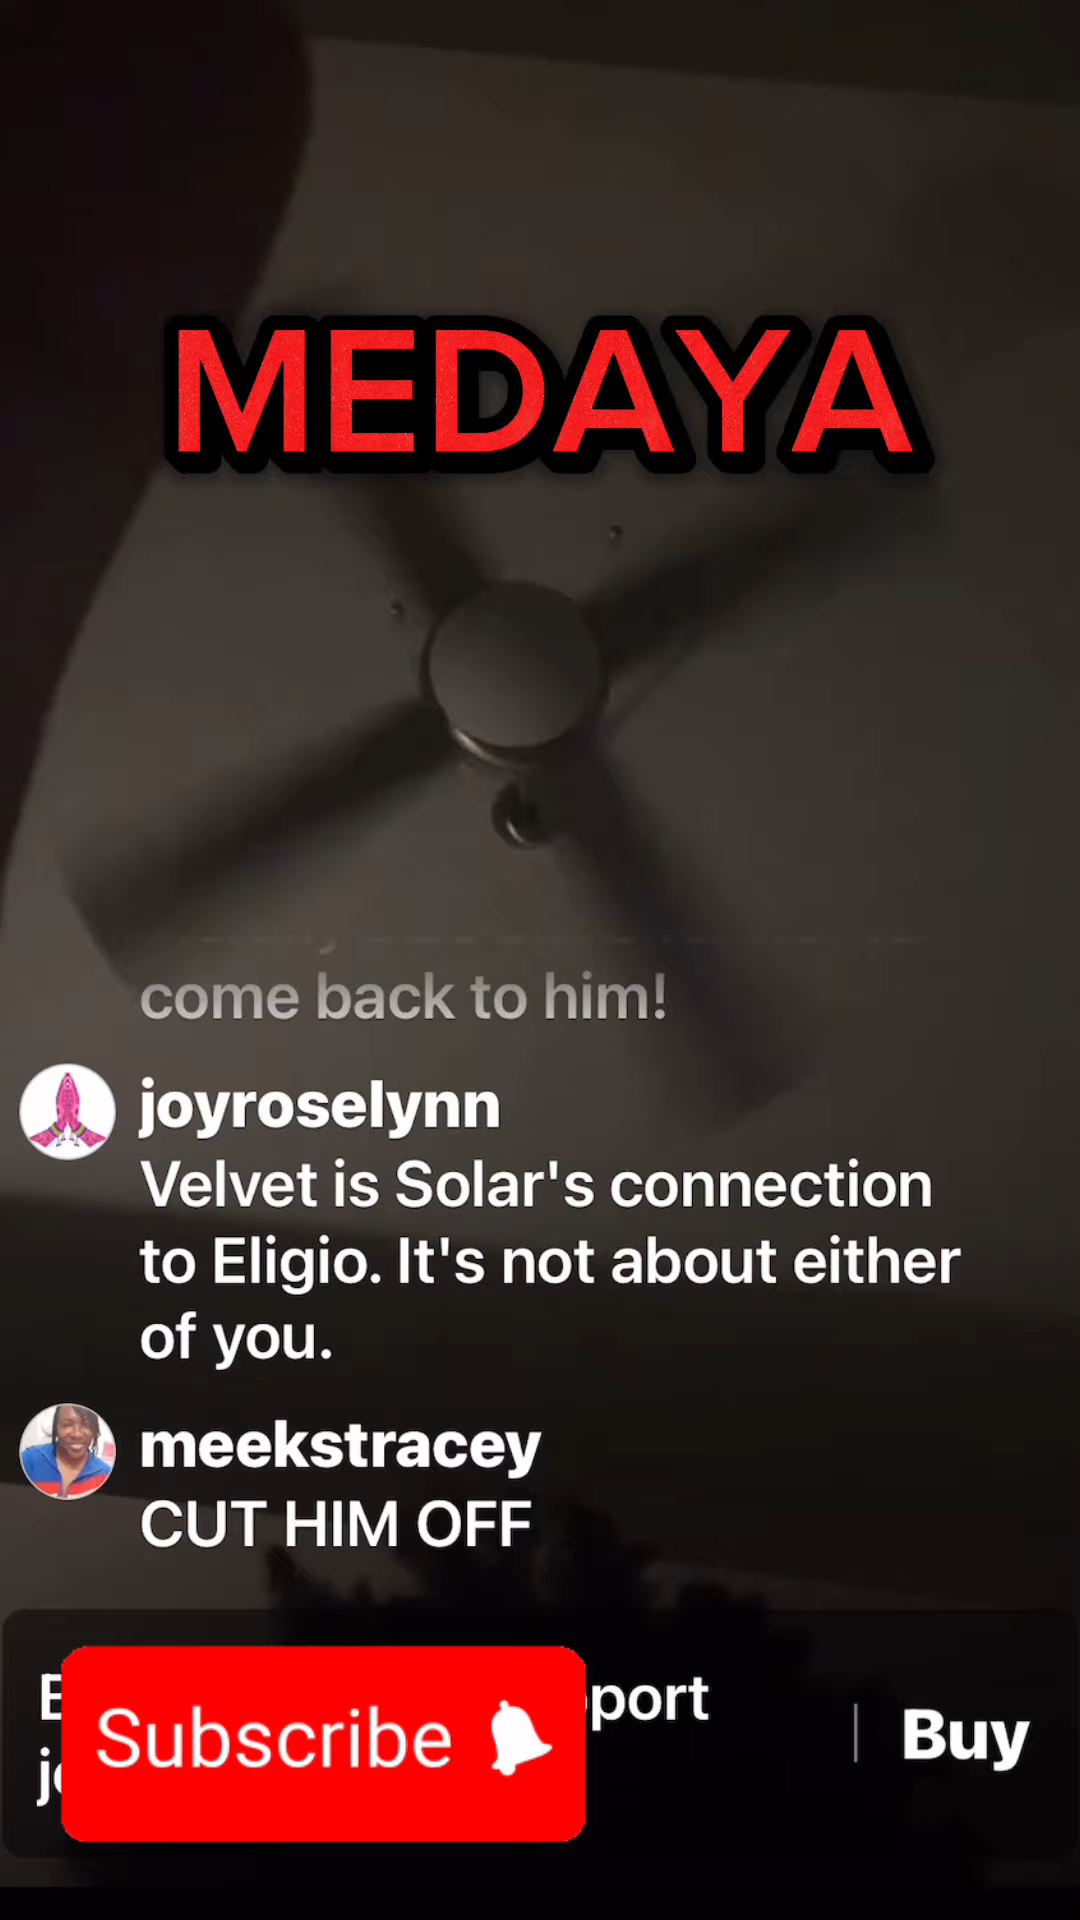 MEDAYA
come back to him!
joyroselynn
Velvet is Solar's connection
to Eligio. It's not about either
of you.
meekstracey
CUT HIM OFF
Subscribe
Buy